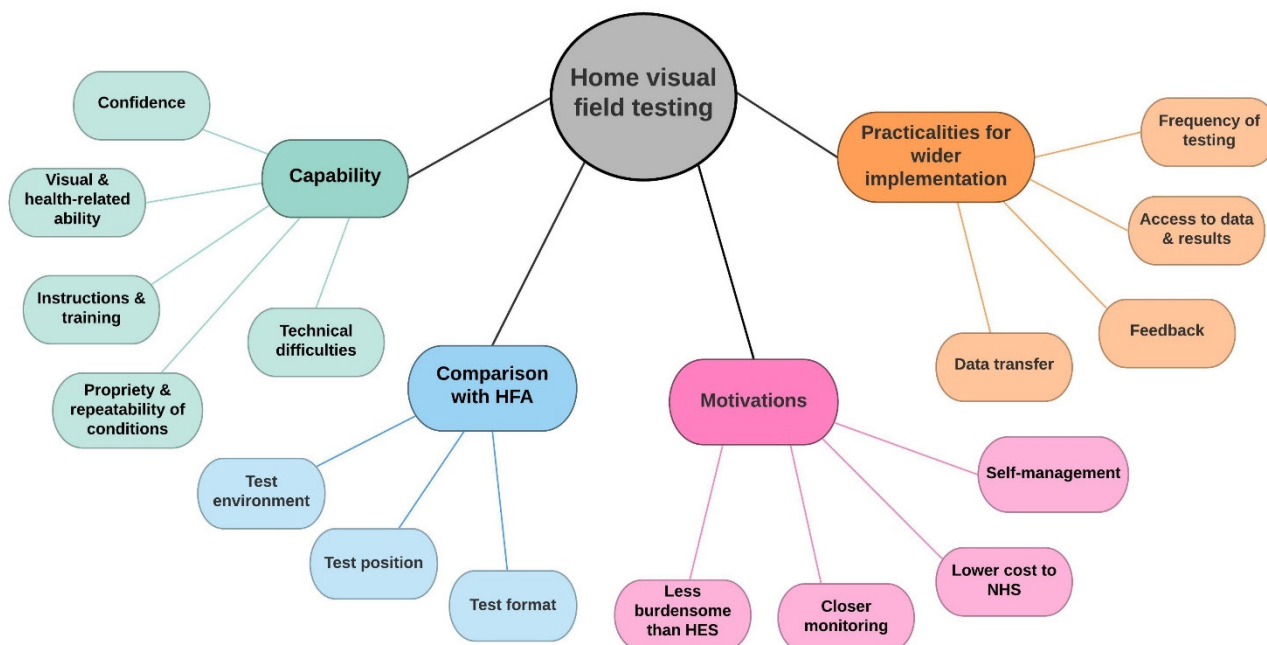 Home visual
field testing
Capability
Confidence
Visual &
health-related
ability
Instructions &
training
Propriety &
repeatability of
conditions
Technical
difficulties
Comparison
with HFA
Test
environment
Test position
Test format
Motivations
Less
burdensome
than HES
Closer
monitoring
Lower cost to
NHS
Self-management
Practicalities for
wider
implementation
Frequency of
testing
Access to data
& results
Feedback
Data transfer